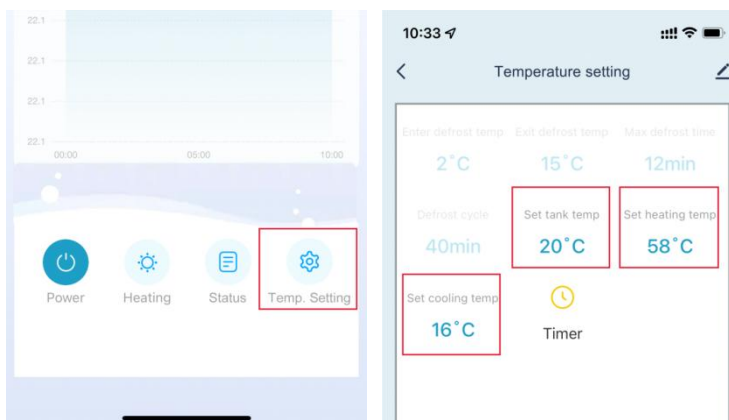 22.1
22.1
22.1
22.1
00:00 05:00 10:00
Power Heating Status Temp. Setting
10:33
Temperature setting
Enter defrost temp Exit defrost temp Max defrost time
2°C 15°C 12min
Defrost cycle Set tank temp Set heating temp
40min 20°C 58°C
Set cooling temp
16°C Timer